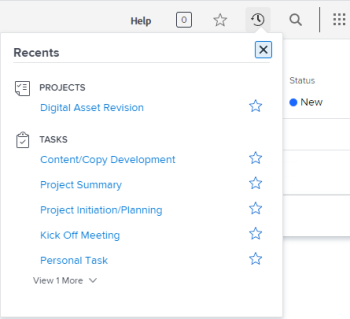 Help
0
Recents
Status
PROJECTS
New
Digital Asset Revision
TASKS
Content/Copy Development
Project Summary
Project Initiation/Planning
Kick Off Meeting
Personal Task
View 1 More